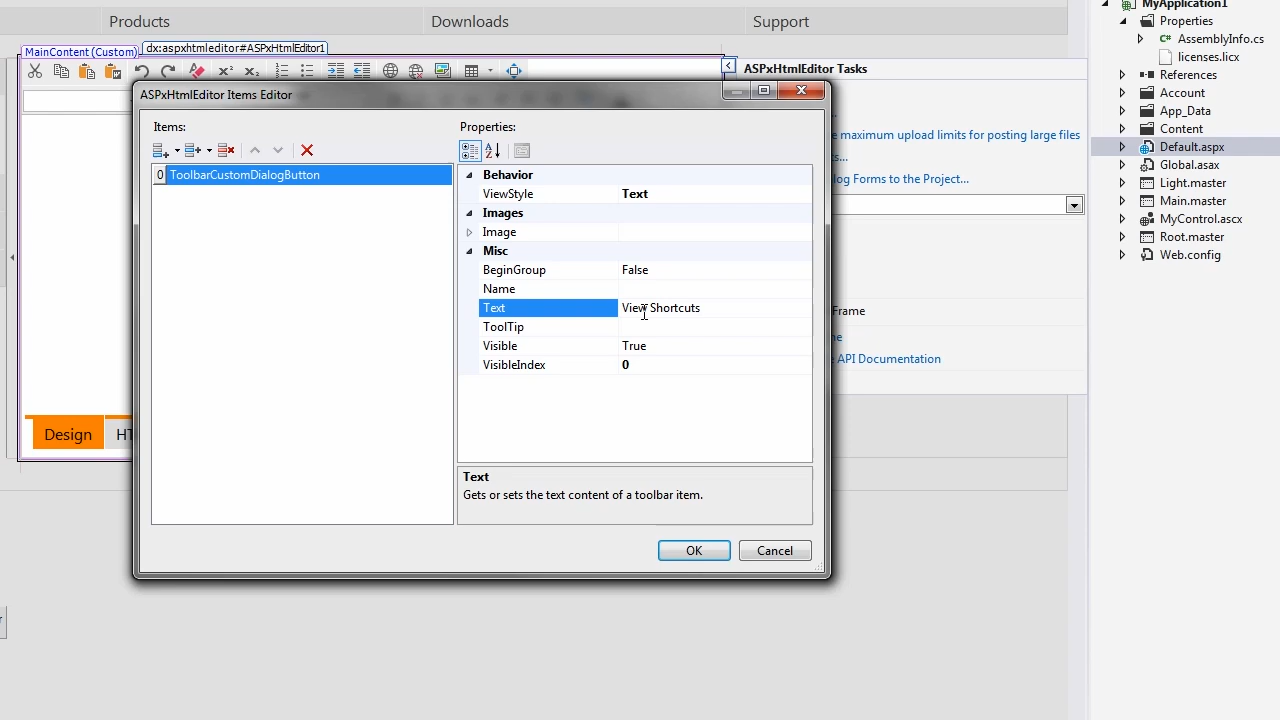 MyApplication1
Products
Downloads
Support
Properties
AssemblyInfo.cs
licenses.licx
References
Account
App_Data
Content
Default.aspx
Global.asax
Light.master
Main.master
MyControl.ascx
Root.master
Web.config
MainContent (Custom)
dx:aspxhtmleditor#ASPxHtmlEditor1
ASPxHtmlEditor Tasks
maximum upload limits for posting large files
Forms to the Project...
Frame
API Documentation
Design
ASPxHtmlEditor Items Editor
Items:
0 ToolbarCustomDialogButton
Properties:
Behavior
ViewStyle Text
Images
Image
Misc
BeginGroup False
Name
Text View Shortcuts
ToolTip
Visible True
VisibleIndex 0
Text
Gets or sets the text content of a toolbar item.
OK
Cancel